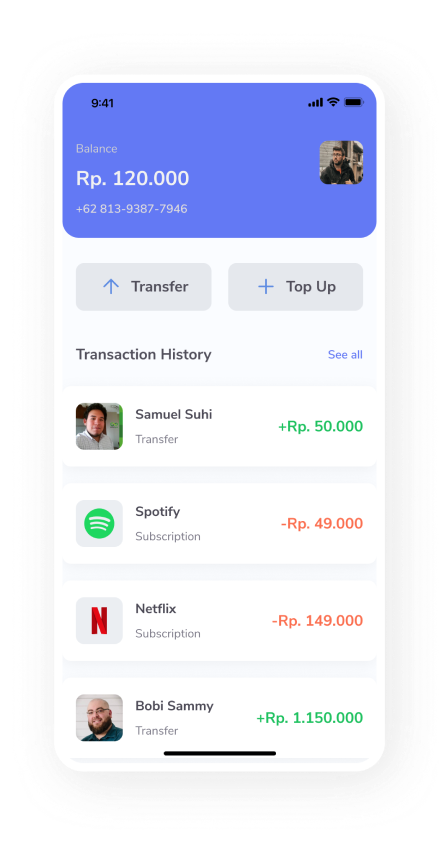 9:41
Balance
Rp. 120.000
+62 813-9387-7946
Transfer
Top Up
Transaction History
See all
Samuel Suhi
Transfer
+Rp. 50.000
Spotify
Subscription
-Rp. 49.000
N
Netflix
Subscription
-Rp. 149.000
Bobi Sammy
Transfer
+Rp. 1.150.000